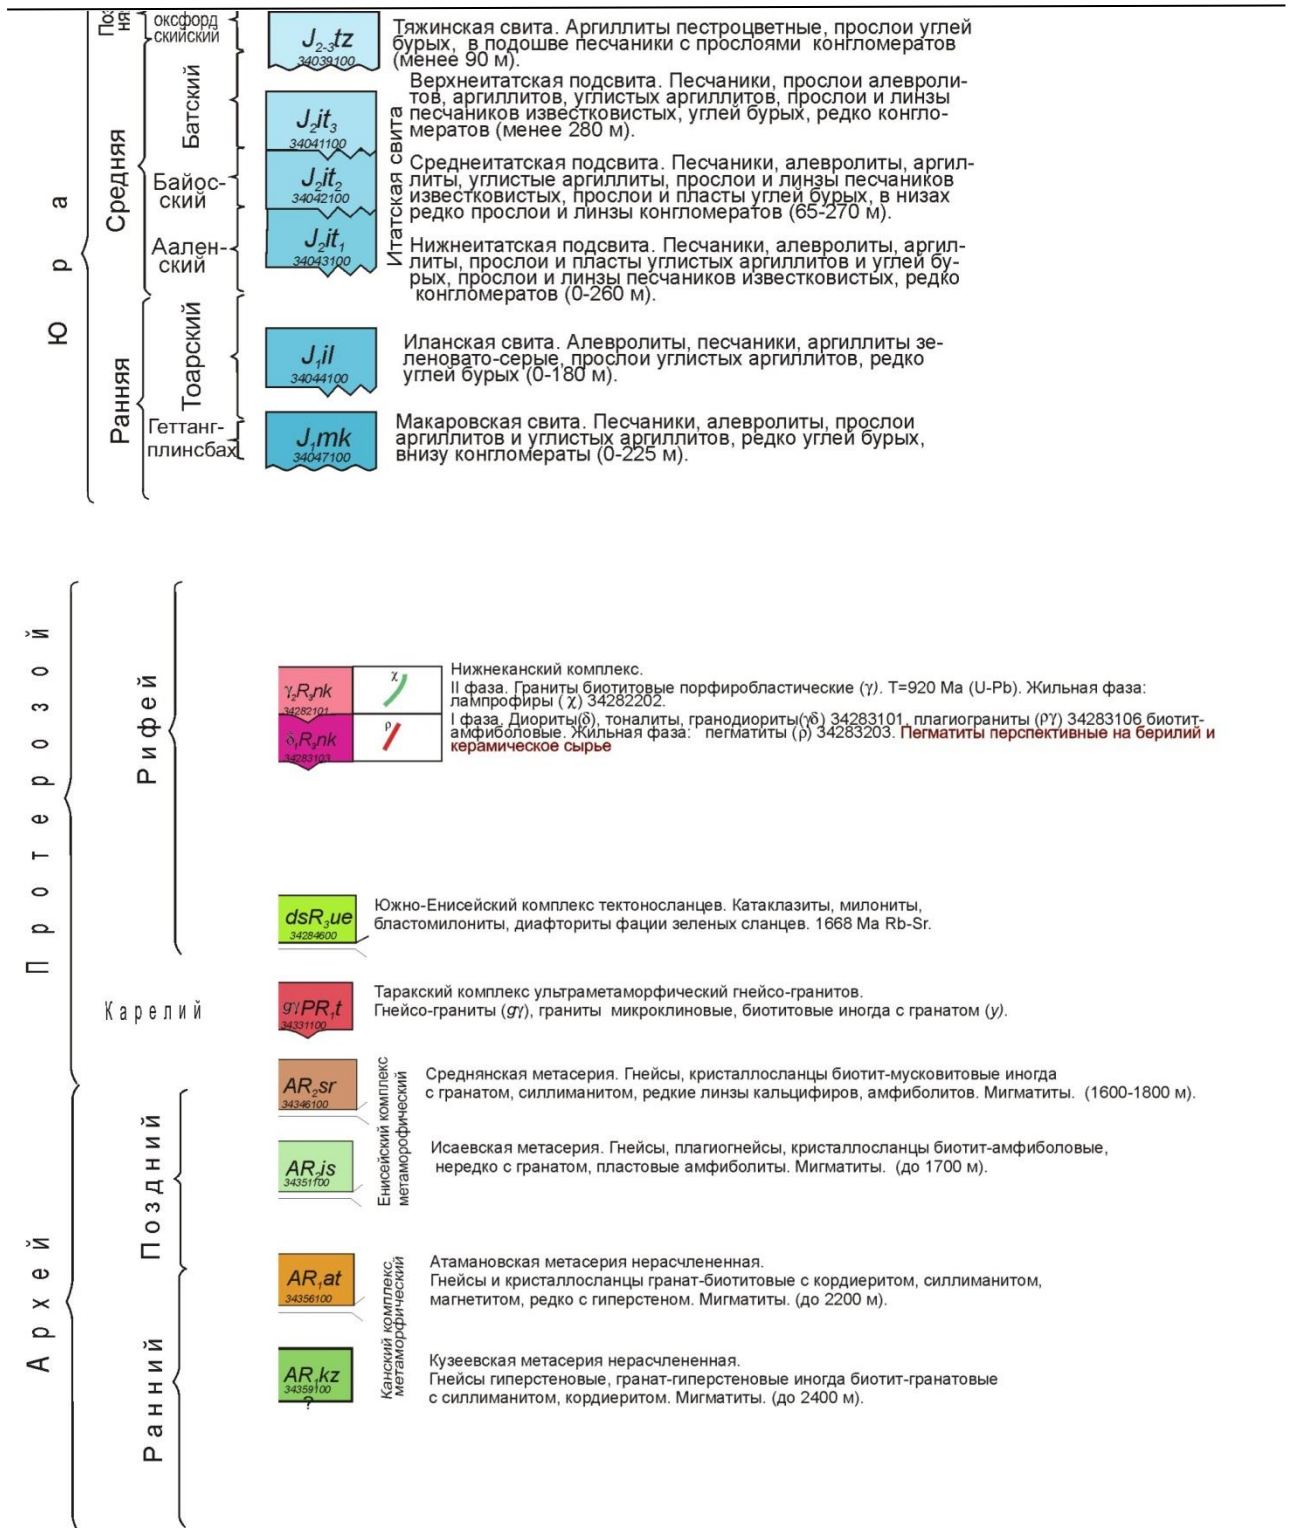 Ю р а
По
ня
оксфорд
скийский
J2-3tz
34039100
Тяжинская свита. Аргиллиты пестроцветные, прослои углей
бурых, в подошве песчаники с прослоями конгломератов
(менее 90 м).
Средняя
Батский
J2it3
34041100
Итатская свита
Верхнеитатская подсвита. Песчаники, прослои алевроли-
тов, аргиллитов, углистых аргиллитов, прослои и линзы
песчаников известковистых, углей бурых, редко конгло-
мератов (менее 280 м).
Байос-
ский
J2it2
34042100
Среднеитатская подсвита. Песчаники, алевролиты, аргил-
литы, углистые аргиллиты, прослои и линзы песчаников
известковистых, прослои и пласты углей бурых, в низах
редко прослои и линзы конгломератов (65-270 м).
Аален-
ский
J2it1
34043100
Нижнеитатская подсвита. Песчаники, алевролиты, аргил-
литы, прослои и пласты углистых аргиллитов и углей бу-
рых, прослои и линзы песчаников известковистых, редко
конгломератов (0-260 м).
Ранняя
Тоарский
J1il
34044100
Иланская свита. Алевролиты, песчаники, аргиллиты зе-
леновато-серые, прослои углистых аргиллитов, редко
углей бурых (0-180 м).
Геттанг-
плинсбах
J1mk
34047100
Макаровская свита. Песчаники, алевролиты, прослои
аргиллитов и углистых аргиллитов, редко углей бурых,
внизу конгломераты (0-225 м).
Протерозой
Рифей
γ2R3nk
34282101
χ
Нижнеканский комплекс.
II фаза. Граниты биотитовые порфиробластические (γ). T=920 Ma (U-Pb). Жильная фаза:
лампрофиры ( χ) 34282202.
δ1R3nk
34283103
ρ
I фаза. Диориты(δ), тоналиты, гранодиориты(γδ) 34283101, плагиограниты (ργ) 34283106 биотит-
амфиболовые. Жильная фаза: пегматиты (ρ) 34283203. Пегматиты перспективные на берилий и
керамическое сырье
dsR3ue
34284600
Южно-Енисейский комплекс тектоносланцев. Катаклазиты, милониты,
бластомилониты, диафториты фации зеленых сланцев. 1668 Ma Rb-Sr.
Карелий
gγPR1t
34331100
Таракский комплекс ультраметаморфический гнейсо-гранитов.
Гнейсо-граниты (gγ), граниты микроклиновые, биотитовые иногда с гранатом (y).
Архей
Поздний
Енисейский комплекс
метаморофический
AR2sr
34346100
Среднянская метасерия. Гнейсы, кристаллосланцы биотит-мусковитовые иногда
с гранатом, силлиманитом, редкие линзы кальцифиров, амфиболитов. Мигматиты. (1600-1800 м).
AR2is
34351100
Исаевская метасерия. Гнейсы, плагиогнейсы, кристаллосланцы биотит-амфиболовые,
нередко с гранатом, пластовые амфиболиты. Мигматиты. (до 1700 м).
Ранний
Канский комплекс
метаморфический
AR1at
34356100
Атамановская метасерия нерасчлененная.
Гнейсы и кристаллосланцы гранат-биотитовые с кордиеритом, силлиманитом,
магнетитом, редко с гиперстеном. Мигматиты. (до 2200 м).
AR1kz
34359100
?
Кузеевская метасерия нерасчлененная.
Гнейсы гиперстеновые, гранат-гиперстеновые иногда биотит-гранатовые
с силлиманитом, кордиеритом. Мигматиты. (до 2400 м).